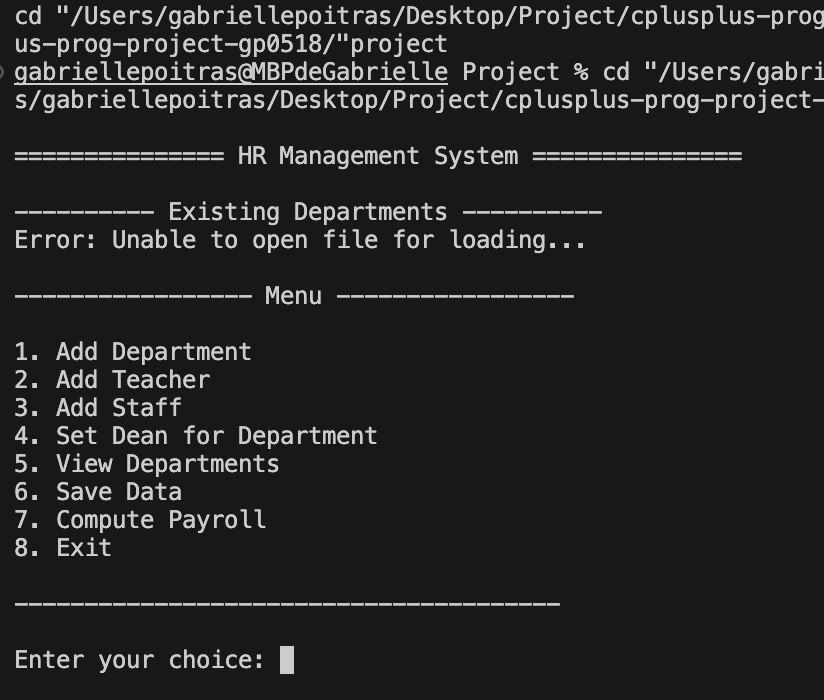 cd "/Users/gabriellepoitras/Desktop/Project/cplusplus-prog
us-prog-project-gp0518/"project
gabriellepoitras@MBPdeGabrielle Project % cd "/Users/gabri
s/gabriellepoitras/Desktop/Project/cplusplus-prog-project-
=============== HR Management System ===============
---------- Existing Departments ----------
Error: Unable to open file for loading...
----------------- Menu -----------------
1. Add Department
2. Add Teacher
3. Add Staff
4. Set Dean for Department
5. View Departments
6. Save Data
7. Compute Payroll
8. Exit
---------------------------------------
Enter your choice: